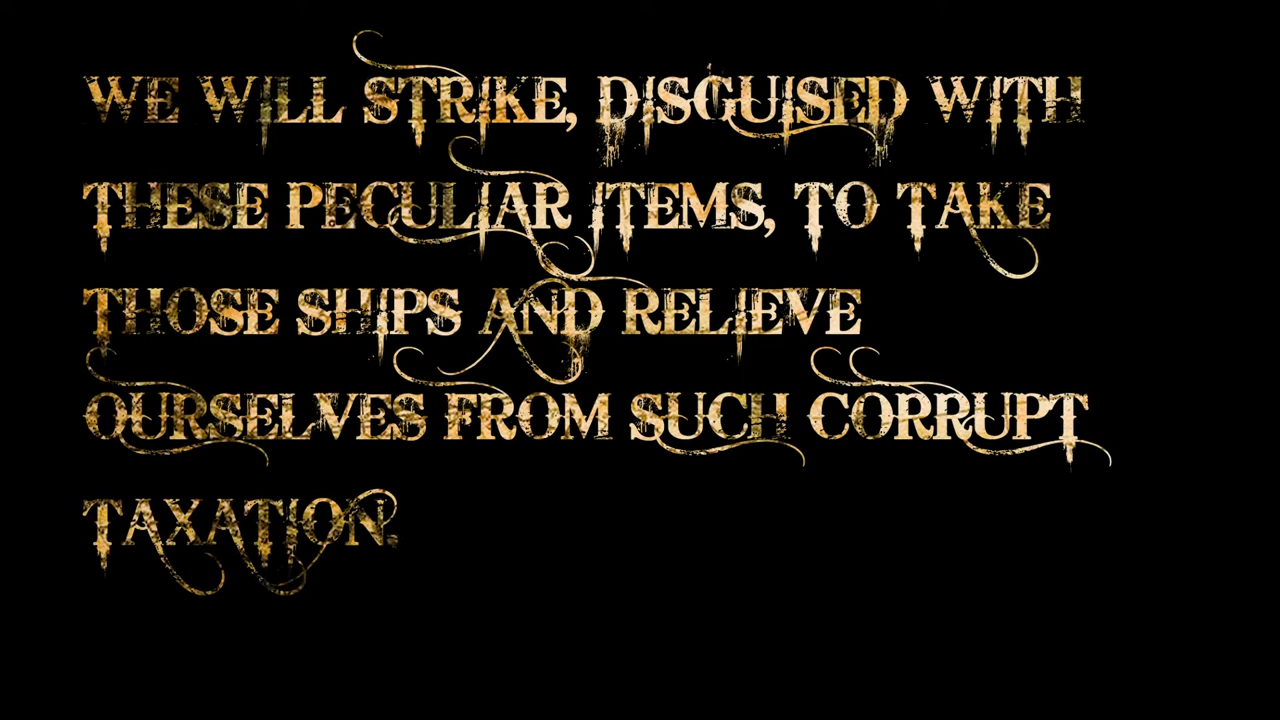 WE WILL STRIKE, DISGUISED WITH
THESE PECULIAR ITEMS, TO TAKE
THOSE SHIPS AND RELIEVE
OURSELVES FROM SUCH CORRUPT
TAXATION.